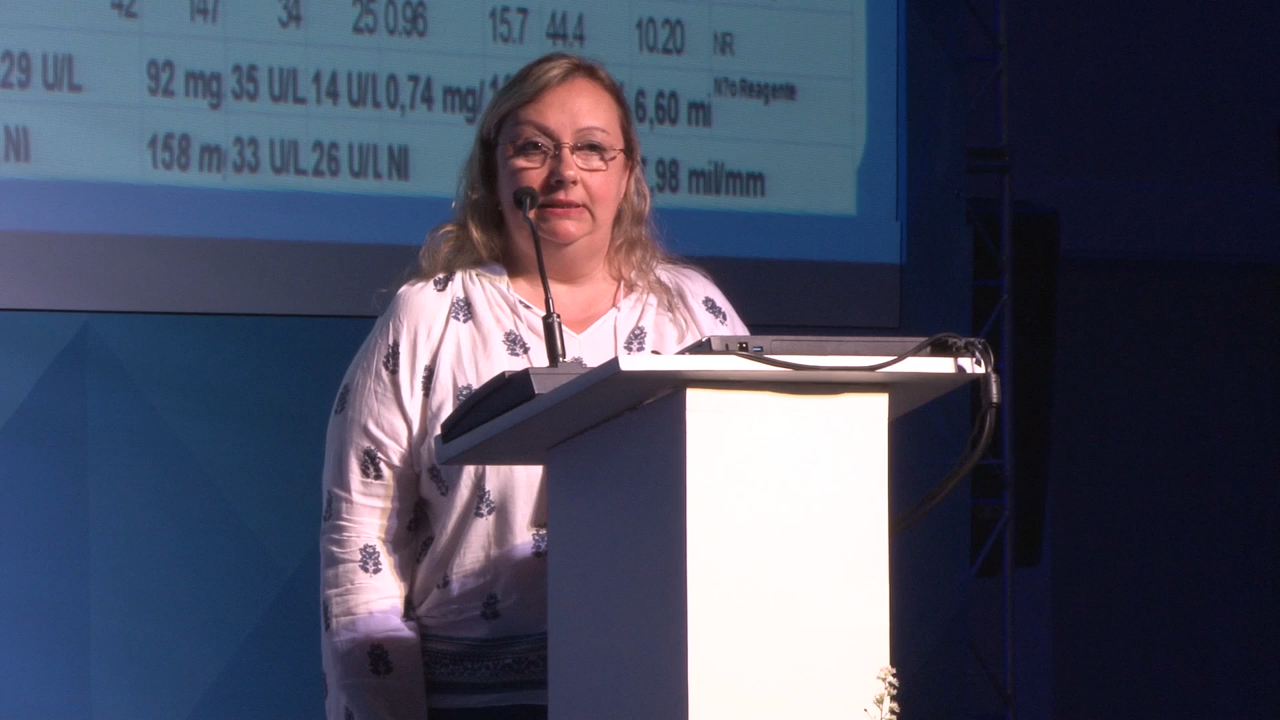 42 147 34 25 0.96 15.7 44.4 10.20 NR
29 U/L 92 mg 35 U/L 14 U/L 0,74 mg/ 6,60 mi N?o Reagente
NI 158 m 33 U/L 26 U/L NI ,98 mil/mm